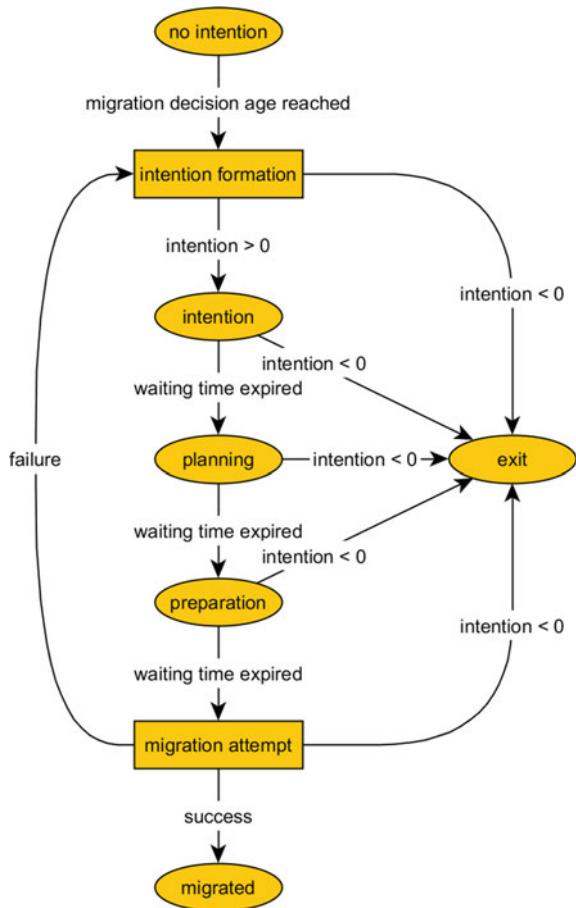 no intention
migration decision age reached
intention formation
intention > 0
intention < 0
intention
intention < 0
waiting time expired
failure
planning
intention < 0
exit
waiting time expired
intention < 0
preparation
intention < 0
waiting time expired
migration attempt
success
migrated